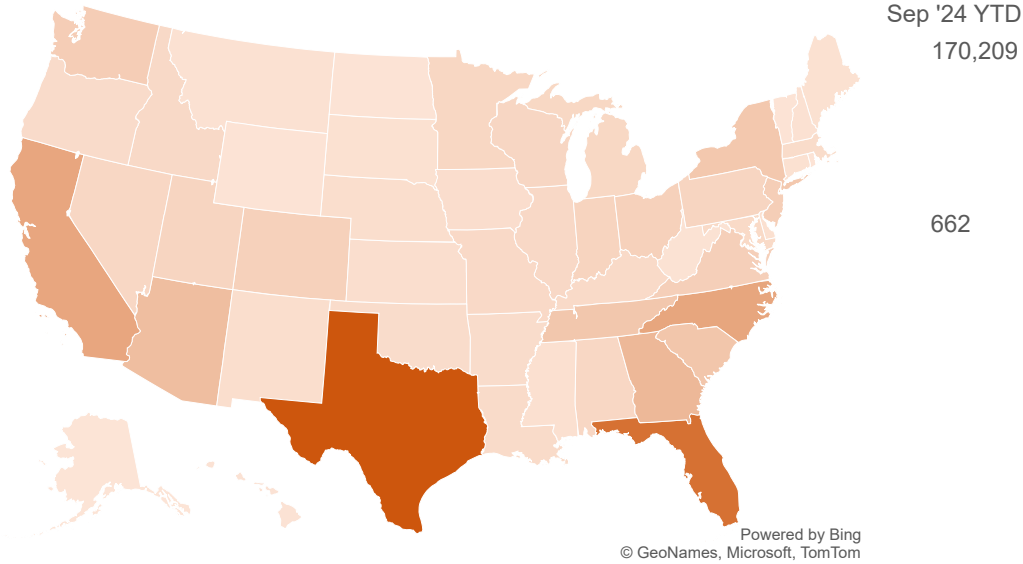 Sep '24 YTD
170,209
662
Powered by Bing
© GeoNames, Microsoft, TomTom